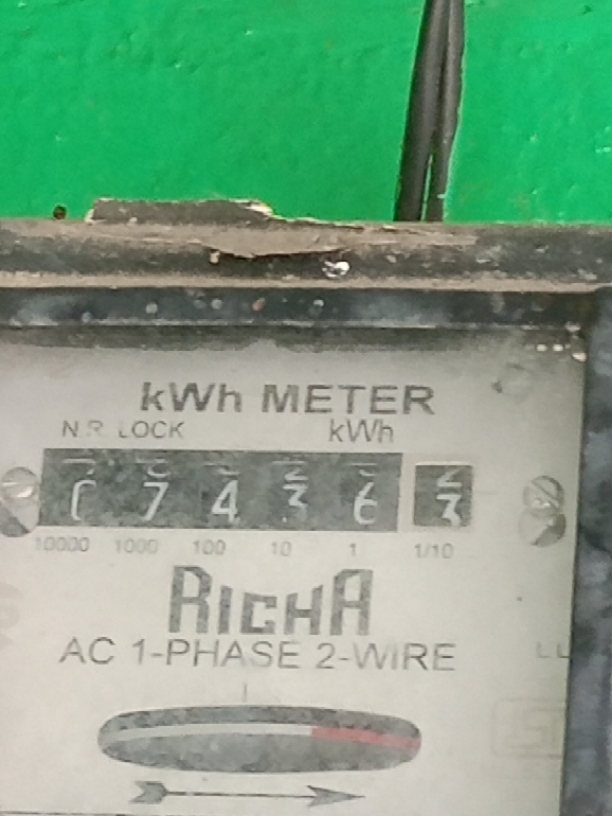 kWh METER
N.R. LOCK kWh
0 7 4 3 6 3
10000 1000 100 10 1 1/10
RICHA
AC 1-PHASE 2-WIRE